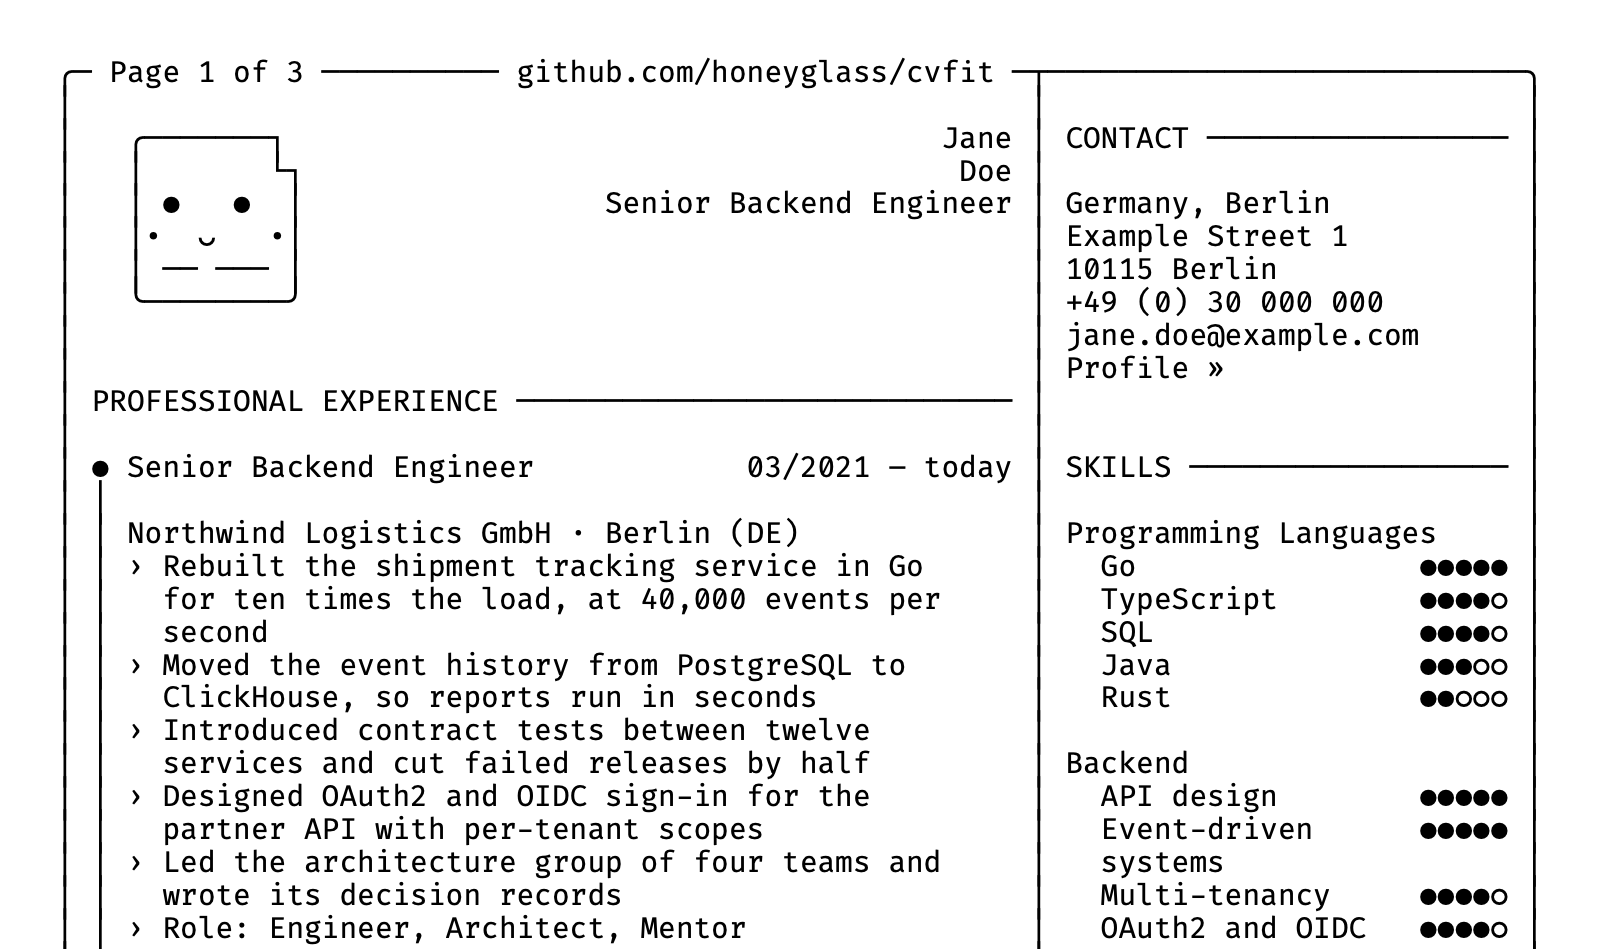 Page 1 of 3
github.com/honeyglass/cvfit
Jane
Doe
Senior Backend Engineer
PROFESSIONAL EXPERIENCE
Senior Backend Engineer 03/2021 – today
Northwind Logistics GmbH · Berlin (DE)
› Rebuilt the shipment tracking service in Go
for ten times the load, at 40,000 events per
second
› Moved the event history from PostgreSQL to
ClickHouse, so reports run in seconds
› Introduced contract tests between twelve
services and cut failed releases by half
› Designed OAuth2 and OIDC sign-in for the
partner API with per-tenant scopes
› Led the architecture group of four teams and
wrote its decision records
› Role: Engineer, Architect, Mentor
CONTACT
Germany, Berlin
Example Street 1
10115 Berlin
+49 (0) 30 000 000
jane.doe@example.com
Profile »
SKILLS
Programming Languages
Go ●●●●●
TypeScript ●●●●○
SQL ●●●●○
Java ●●●○○
Rust ●●○○○
Backend
API design ●●●●●
Event-driven ●●●●●
systems
Multi-tenancy ●●●●○
OAuth2 and OIDC ●●●●○